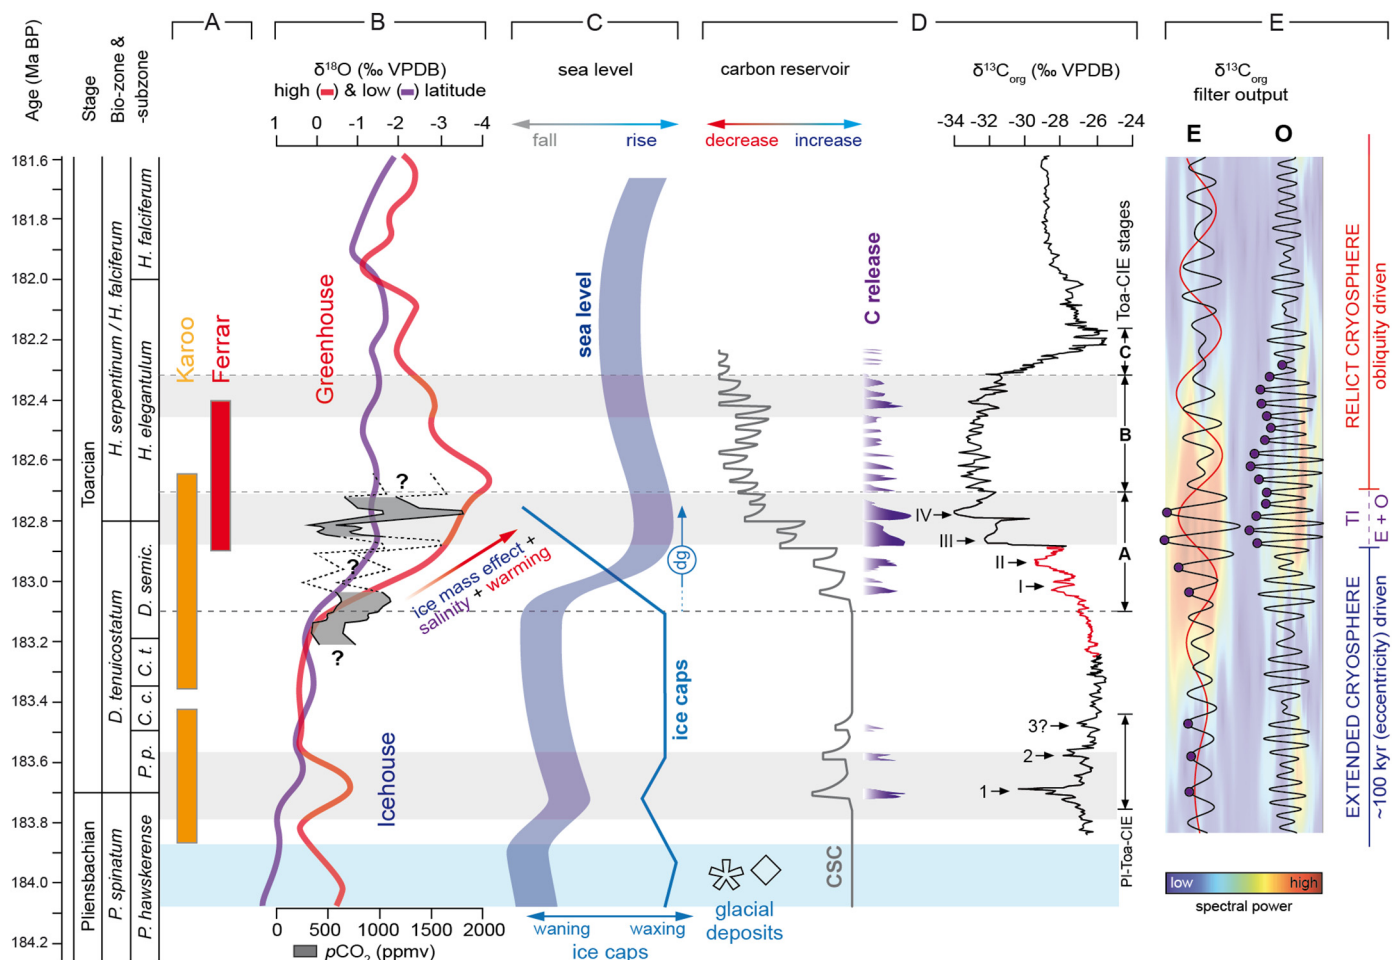 A
B
C
D
E
Age (Ma BP)
Stage
Bio-zone &
-subzone
δ¹⁸O (‰ VPDB)
high (–) & low (–) latitude
1 0 -1 -2 -3 -4
sea level
fall rise
carbon reservoir
decrease increase
δ¹³Corg (‰ VPDB)
-34 -32 -30 -28 -26 -24
δ¹³Corg
filter output
E O
181.6
181.8
182.0
182.2
182.4
182.6
182.8
183.0
183.2
183.4
183.6
183.8
184.0
184.2
Toarcian
Pliensbachian
H. serpentinum / H. falciferum
D. tenuicostatum
P. spinatum
H. falciferum
H. elegantulum
D. semic.
C. t.
C. c.
P. p.
P. hawskerense
Karoo
Ferrar
Greenhouse
Icehouse
?
?
?
ice mass effect +
salinity + warming
sea level
dg
ice caps
C release
CSC
glacial
deposits
waning waxing
ice caps
0 500 1000 1500 2000
pCO₂ (ppmv)
IV
III
II
I
3?
2
1
Toa-CIE stages
C
B
A
Pl-Toa-CIE
RELICT CRYOSPHERE
obliquity driven
TI
E + O
EXTENDED CRYOSPHERE
~100 kyr (eccentricity) driven
low high
spectral power